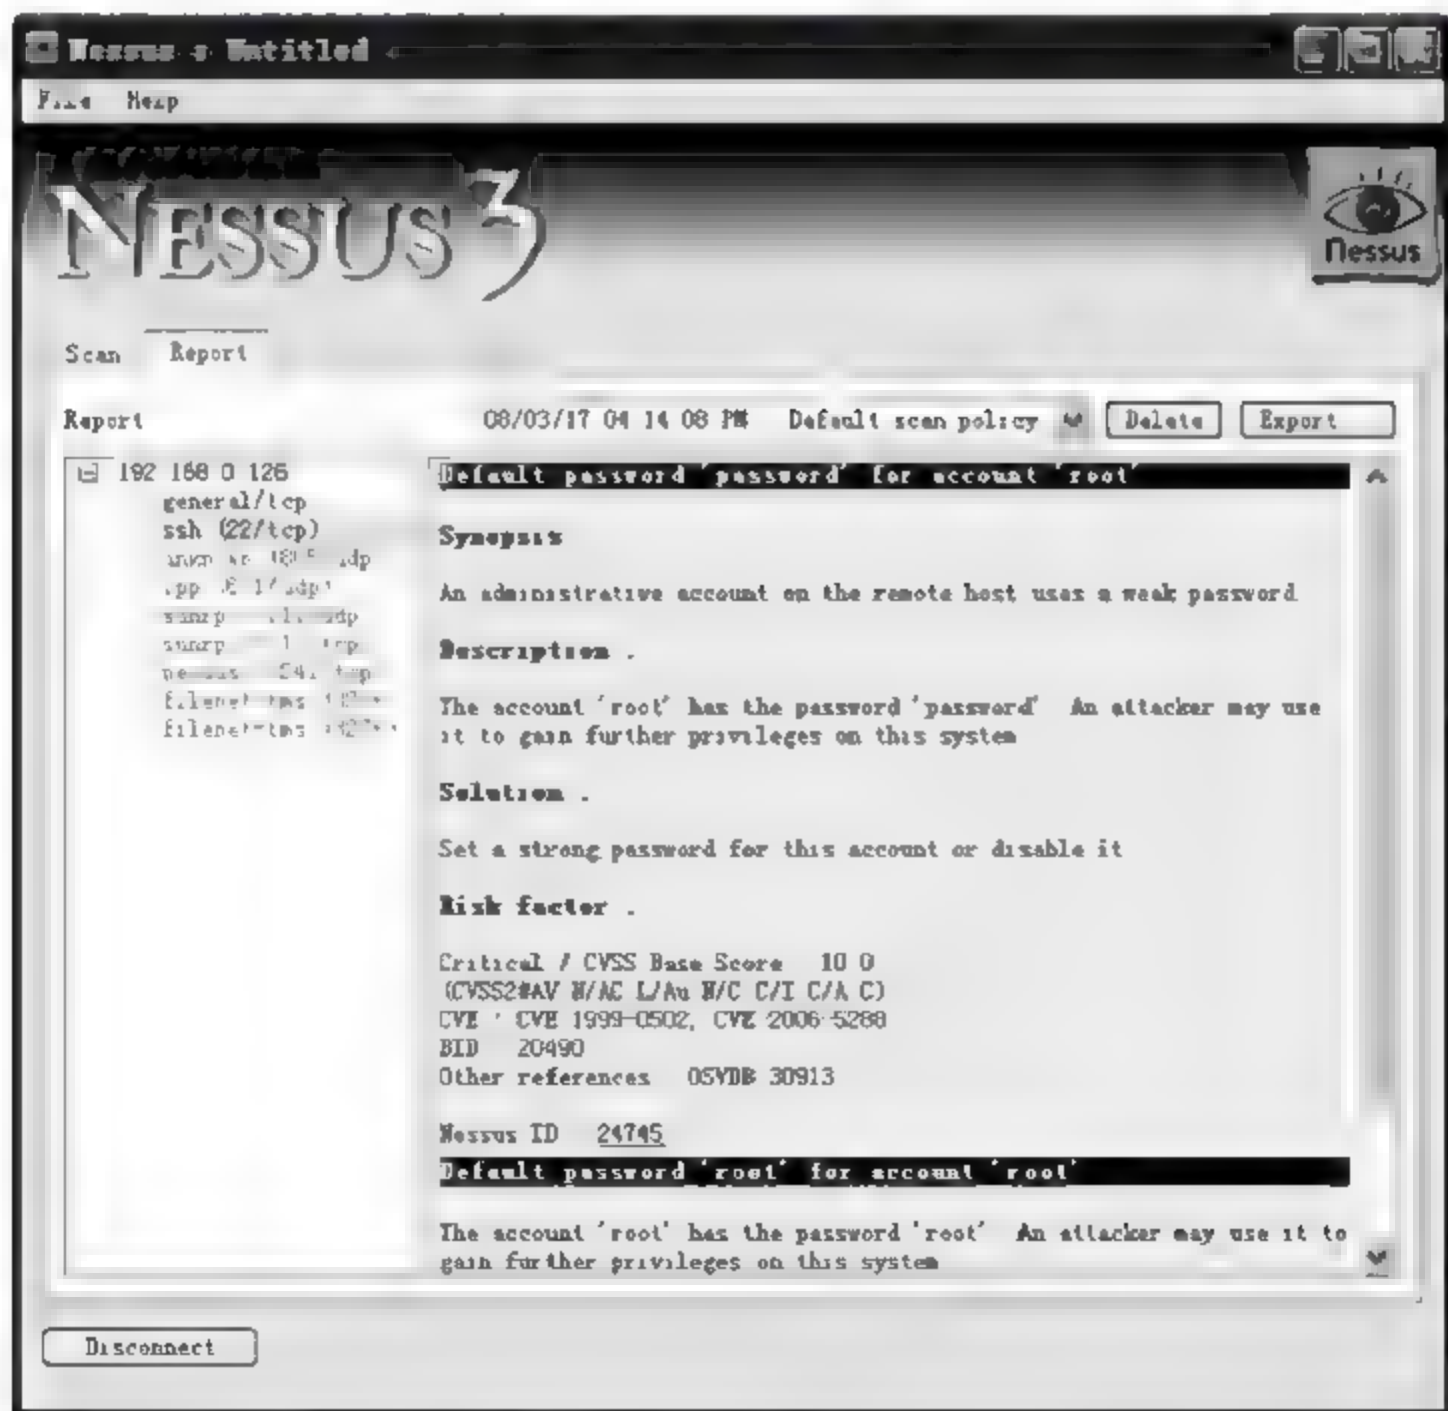 Nessus - Untitled
File Help
NESSUS 3
Nessus
Scan Report
Report 08/03/17 04 14 08 PM Default scan policy Delete Export
192 168 0 126
general/tcp
ssh (22/tcp)
Default password 'password' for account 'root'
Synopsis
An administrative account on the remote host uses a weak password
Description .
The account 'root' has the password 'password' An attacker may use
it to gain further privileges on this system
Solution .
Set a strong password for this account or disable it
Risk factor .
Critical / CVSS Base Score 10 0
(CVSS2#AV N/AC L/Au N/C C/I C/A C)
CVE : CVE 1999-0502, CVE 2006-5288
BID 20490
Other references OSVDB 30913
Nessus ID 24745
Default password 'root' for account 'root'
The account 'root' has the password 'root' An attacker may use it to
gain further privileges on this system
Disconnect